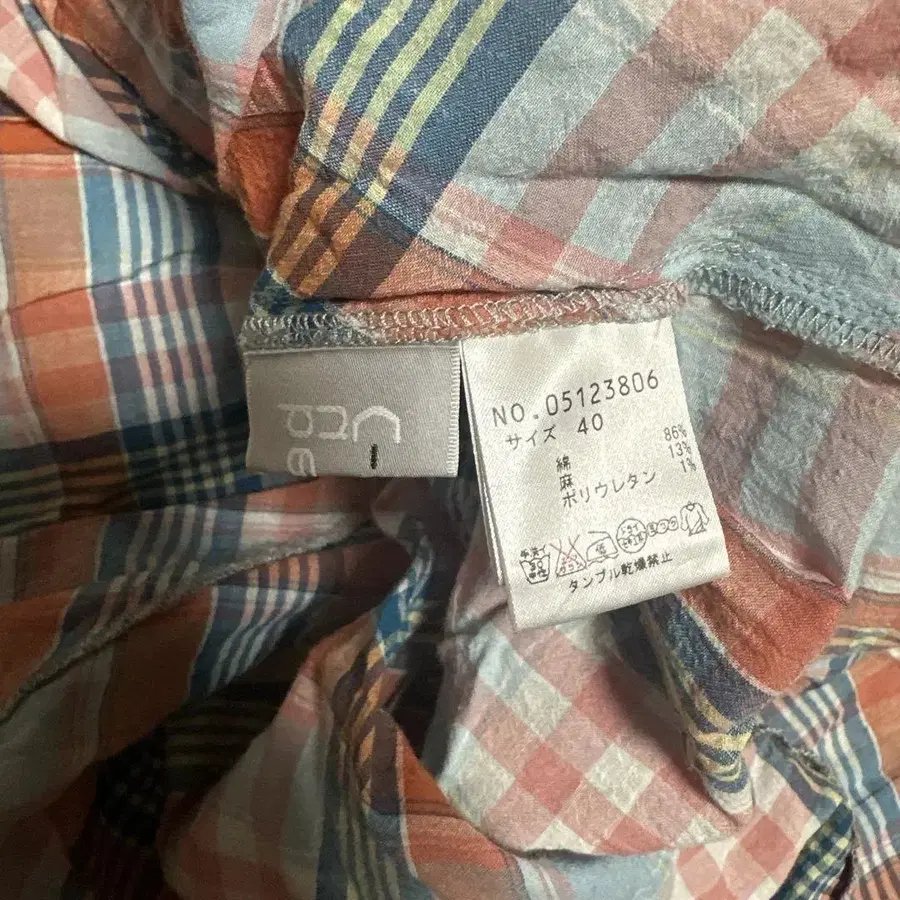 NO.05123806
サイズ 40
綿 86%
麻 13%
ポリウレタン 1%
タンブル乾燥禁止